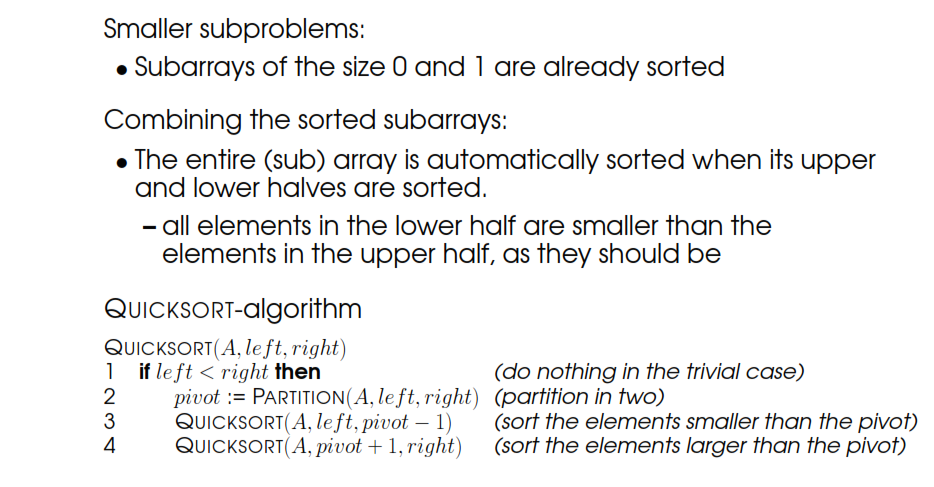 Smaller subproblems:
• Subarrays of the size 0 and 1 are already sorted
Combining the sorted subarrays:
• The entire (sub) array is automatically sorted when its upper
and lower halves are sorted.
– all elements in the lower half are smaller than the
elements in the upper half, as they should be
QUICKSORT-algorithm
QUICKSORT(A, left, right)
1 if left < right then (do nothing in the trivial case)
2 pivot := PARTITION(A, left, right) (partition in two)
3 QUICKSORT(A, left, pivot − 1) (sort the elements smaller than the pivot)
4 QUICKSORT(A, pivot + 1, right) (sort the elements larger than the pivot)